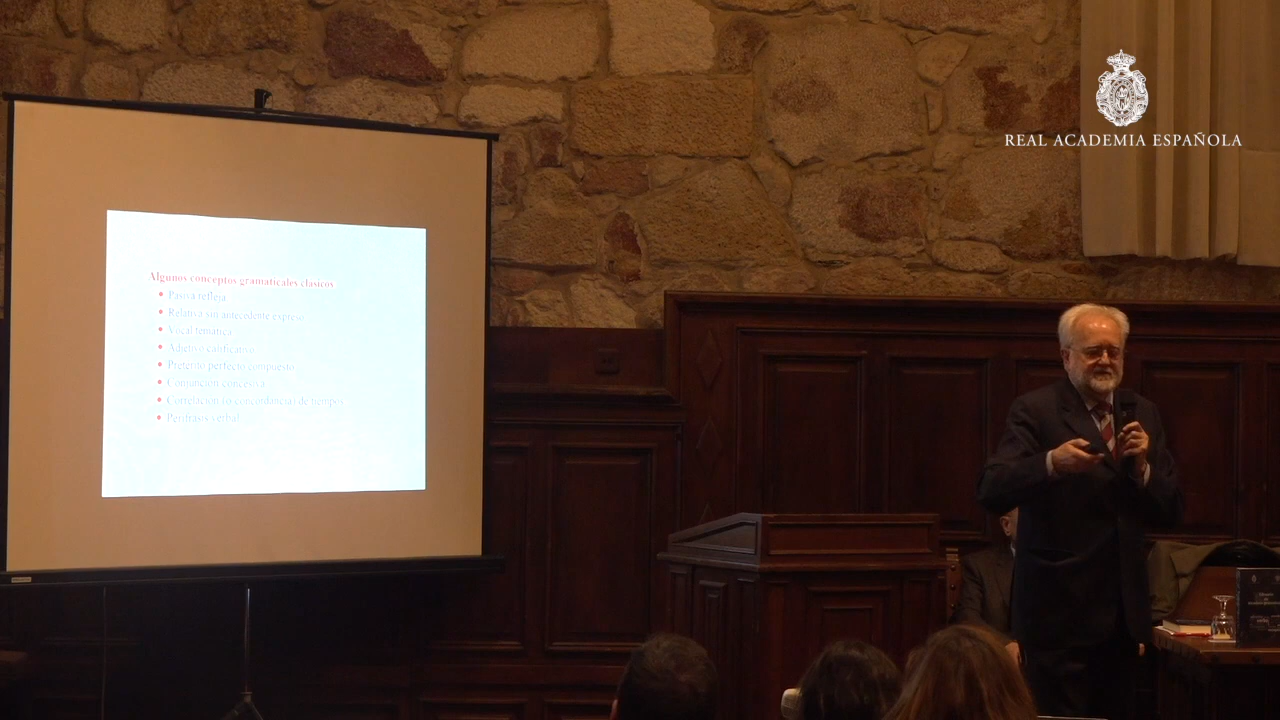 REAL ACADEMIA ESPAÑOLA
Algunos conceptos gramaticales clásicos
Pasiva refleja
Relativa sin antecedente expreso
Vocal temática
Adjetivo calificativo
Pretérito perfecto compuesto
Conjunción concesiva
Correlación (o concordancia) de tiempos
Perífrasis verbal